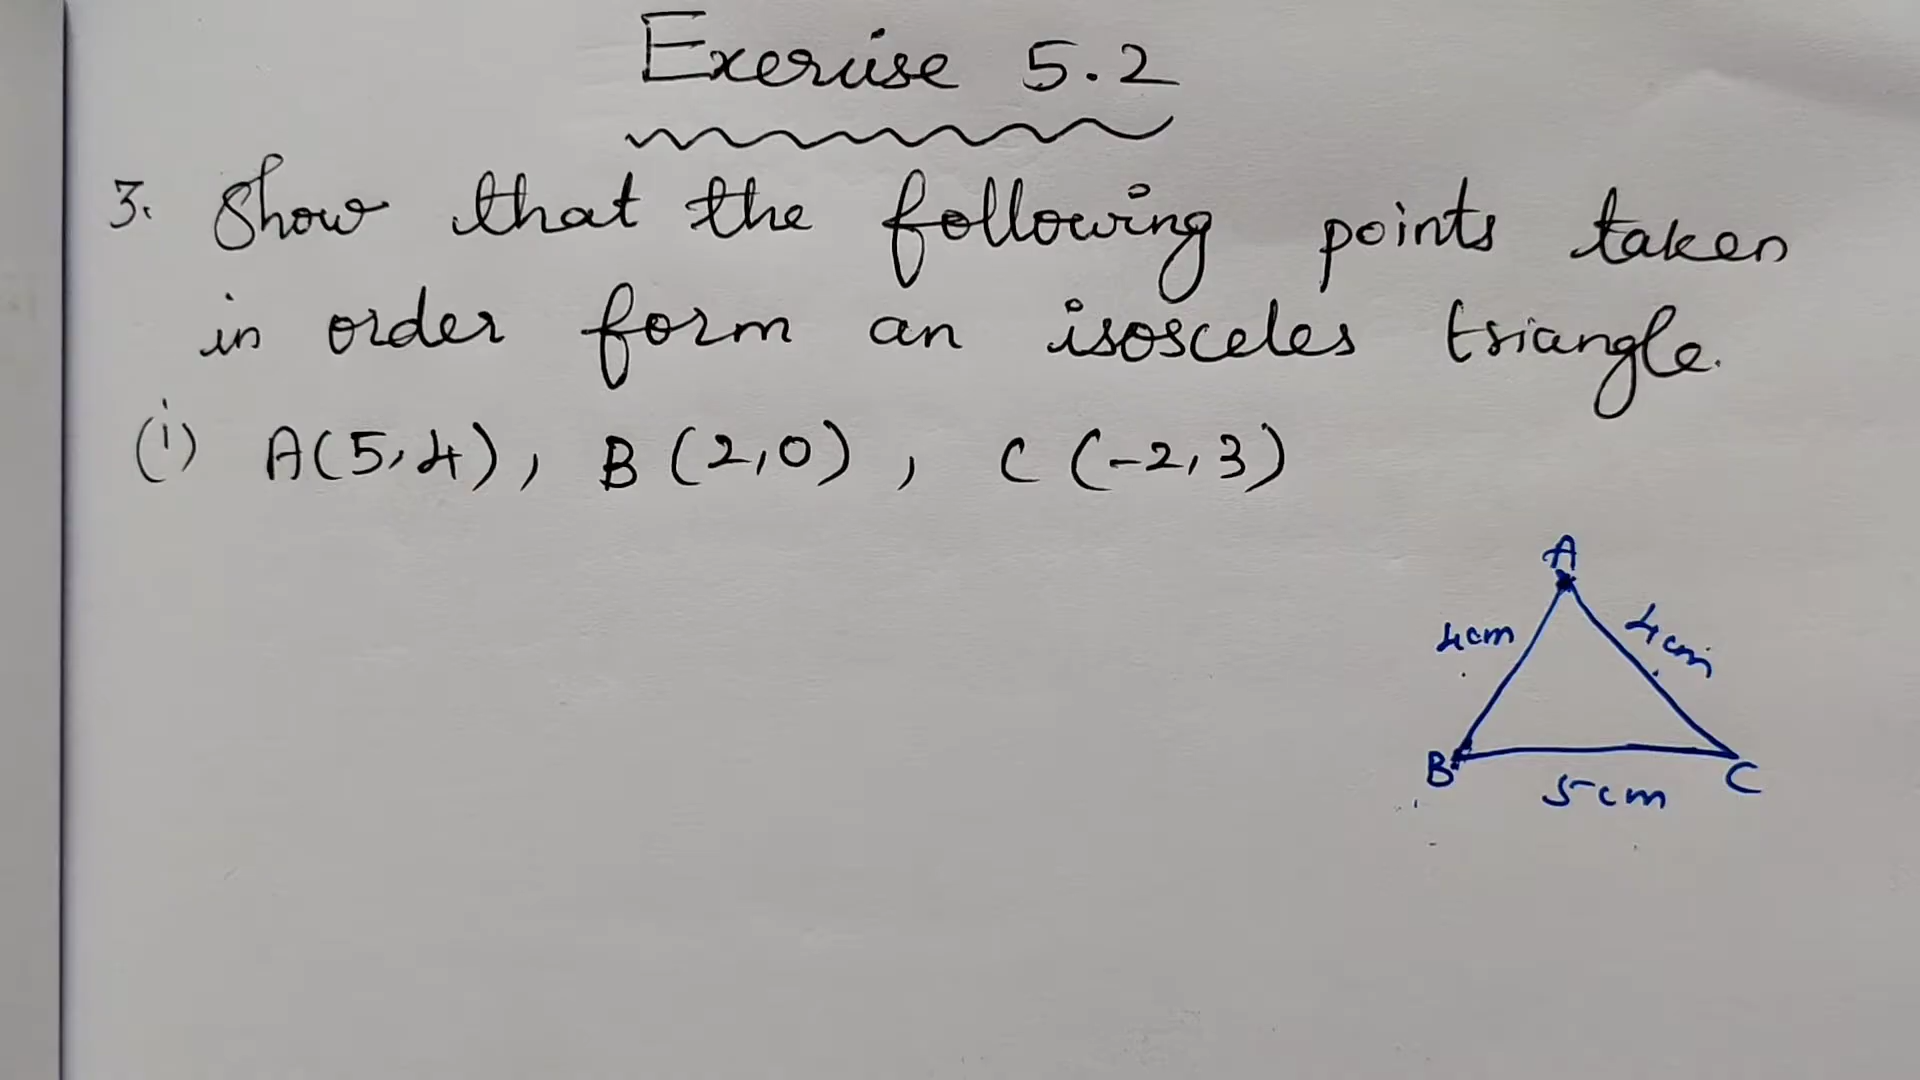 Exercise 5.2
3. Show that the following points taken
in order form an isosceles triangle.
(i) A(5,4), B(2,0), C(-2,3)
A
4cm
4cm
B
C
5cm